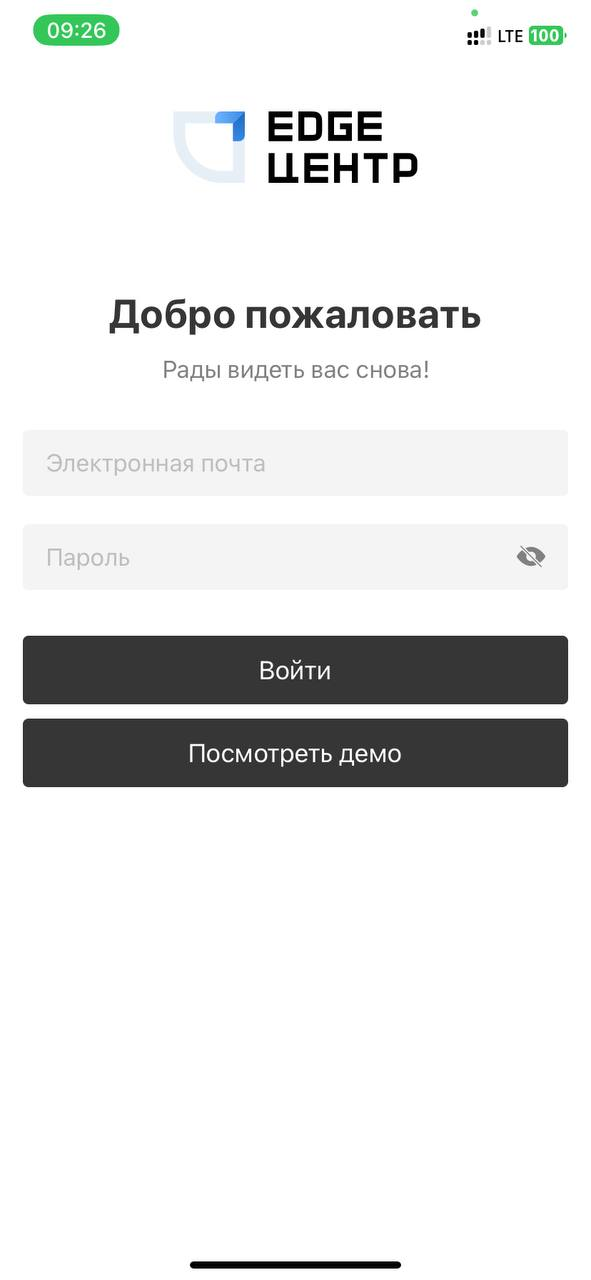 09:26
LTE 100
EDGE
ЦЕНТР
Добро пожаловать
Рады видеть вас снова!
Электронная почта
Пароль
Войти
Посмотреть демо